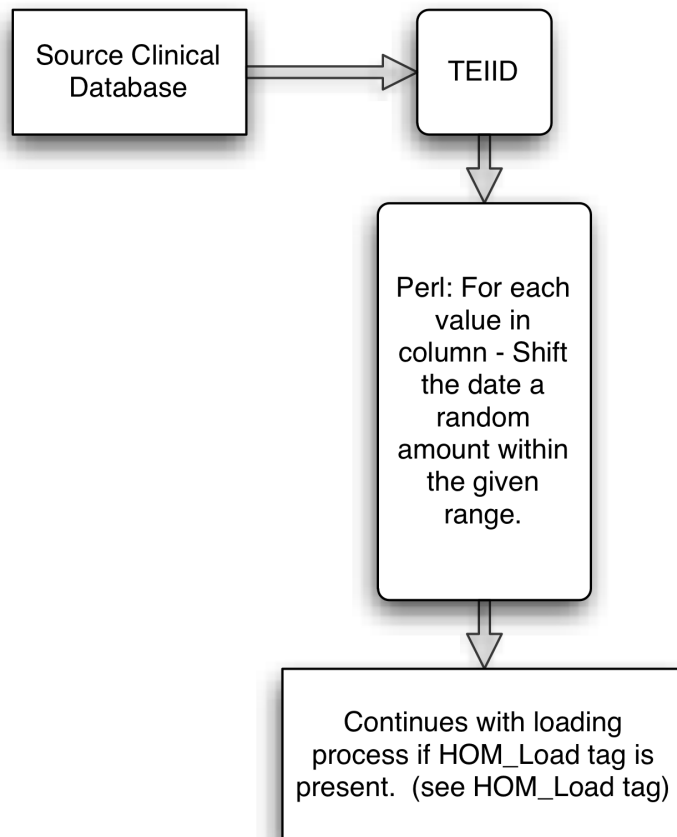 Source Clinical
Database
TEIID
Perl: For each
value in
column - Shift
the date a
random
amount within
the given
range.
Continues with loading
process if HOM_Load tag is
present.  (see HOM_Load tag)